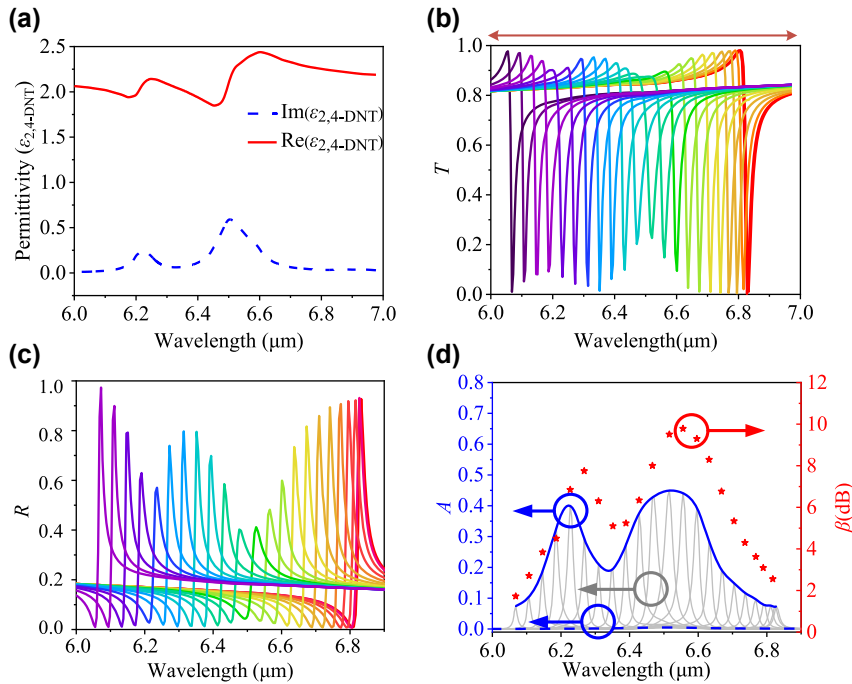 (a)
2.5
2.0
1.5
1.0
0.5
0.0
Permittivity (ε2,4-DNT)
Im(ε2,4-DNT)
Re(ε2,4-DNT)
6.0 6.2 6.4 6.6 6.8 7.0
Wavelength (μm)
(b)
1.0
0.8
0.6
0.4
0.2
0.0
T
6.0 6.2 6.4 6.6 6.8 7.0
Wavelength(μm)
(c)
1.0
0.8
0.6
0.4
0.2
0.0
R
6.0 6.2 6.4 6.6 6.8
Wavelength (μm)
(d)
0.8
0.7
0.6
0.5
0.4
0.3
0.2
0.1
0.0
A
12
10
8
6
4
2
0
β(dB)
6.0 6.2 6.4 6.6 6.8
Wavelength (μm)